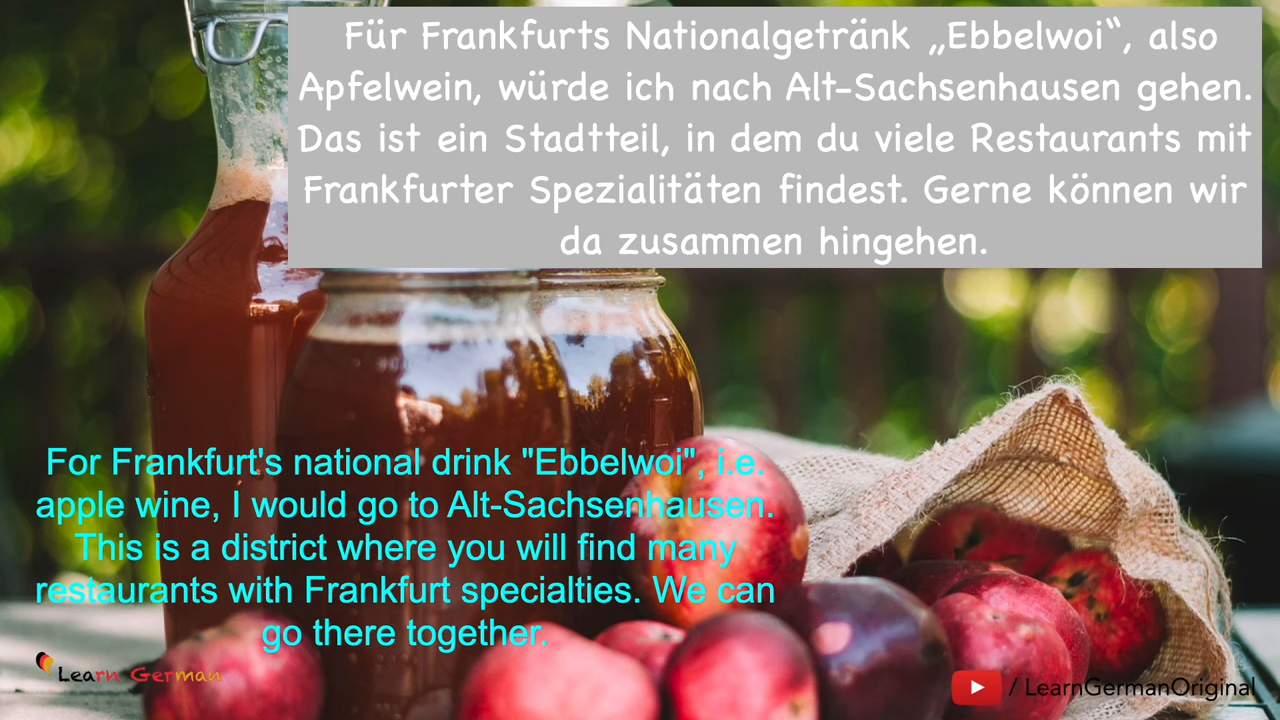 Für Frankfurts Nationalgetränk „Ebbelwoi“, also
Apfelwein, würde ich nach Alt-Sachsenhausen gehen.
Das ist ein Stadtteil, in dem du viele Restaurants mit
Frankfurter Spezialitäten findest. Gerne können wir
da zusammen hingehen.
For Frankfurt's national drink "Ebbelwoi", i.e.
apple wine, I would go to Alt-Sachsenhausen.
This is a district where you will find many
restaurants with Frankfurt specialties. We can
go there together.
Learn German
/ LearnGermanOriginal